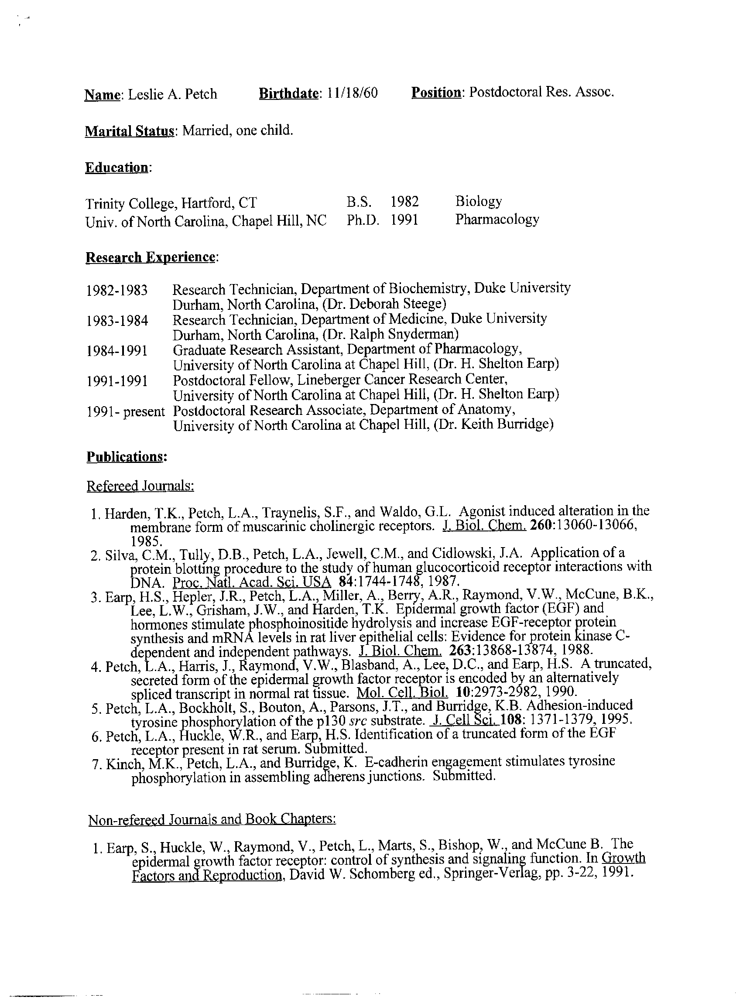 Name: Leslie A. Petch Birthdate: 11/18/60 Position: Postdoctoral Res. Assoc.
Marital Status: Married, one child.
Education:
Trinity College, Hartford, CT B.S. 1982 Biology
Univ. of North Carolina, Chapel Hill, NC Ph.D. 1991 Pharmacology
Research Experience:
1982-1983 Research Technician, Department of Biochemistry, Duke University
Durham, North Carolina, (Dr. Deborah Steege)
1983-1984 Research Technician, Department of Medicine, Duke University
Durham, North Carolina, (Dr. Ralph Snyderman)
1984-1991 Graduate Research Assistant, Department of Pharmacology,
University of North Carolina at Chapel Hill, (Dr. H. Shelton Earp)
1991-1991 Postdoctoral Fellow, Lineberger Cancer Research Center,
University of North Carolina at Chapel Hill, (Dr. H. Shelton Earp)
1991- present Postdoctoral Research Associate, Department of Anatomy,
University of North Carolina at Chapel Hill, (Dr. Keith Burridge)
Publications:
Refereed Journals:
1. Harden, T.K., Petch, L.A., Traynelis, S.F., and Waldo, G.L. Agonist induced alteration in the
membrane form of muscarinic cholinergic receptors. J. Biol. Chem. 260:13060-13066,
1985.
2. Silva, C.M., Tully, D.B., Petch, L.A., Jewell, C.M., and Cidlowski, J.A. Application of a
protein blotting procedure to the study of human glucocorticoid receptor interactions with
DNA. Proc. Natl. Acad. Sci. USA 84:1744-1748, 1987.
3. Earp, H.S., Hepler, J.R., Petch, L.A., Miller, A., Berry, A.R., Raymond, V.W., McCune, B.K.,
Lee, L.W., Grisham, J.W., and Harden, T.K. Epidermal growth factor (EGF) and
hormones stimulate phosphoinositide hydrolysis and increase EGF-receptor protein
synthesis and mRNA levels in rat liver epithelial cells: Evidence for protein kinase C-
dependent and independent pathways. J. Biol. Chem. 263:13868-13874, 1988.
4. Petch, L.A., Harris, J., Raymond, V.W., Blasband, A., Lee, D.C., and Earp, H.S. A truncated,
secreted form of the epidermal growth factor receptor is encoded by an alternatively
spliced transcript in normal rat tissue. Mol. Cell. Biol. 10:2973-2982, 1990.
5. Petch, L.A., Bockholt, S., Bouton, A., Parsons, J.T., and Burridge, K.B. Adhesion-induced
tyrosine phosphorylation of the p130 src substrate. J. Cell Sci. 108: 1371-1379, 1995.
6. Petch, L.A., Huckle, W.R., and Earp, H.S. Identification of a truncated form of the EGF
receptor present in rat serum. Submitted.
7. Kinch, M.K., Petch, L.A., and Burridge, K. E-cadherin engagement stimulates tyrosine
phosphorylation in assembling adherens junctions. Submitted.
Non-refereed Journals and Book Chapters:
1. Earp, S., Huckle, W., Raymond, V., Petch, L., Marts, S., Bishop, W., and McCune B. The
epidermal growth factor receptor: control of synthesis and signaling function. In Growth
Factors and Reproduction, David W. Schomberg ed., Springer-Verlag, pp. 3-22, 1991.